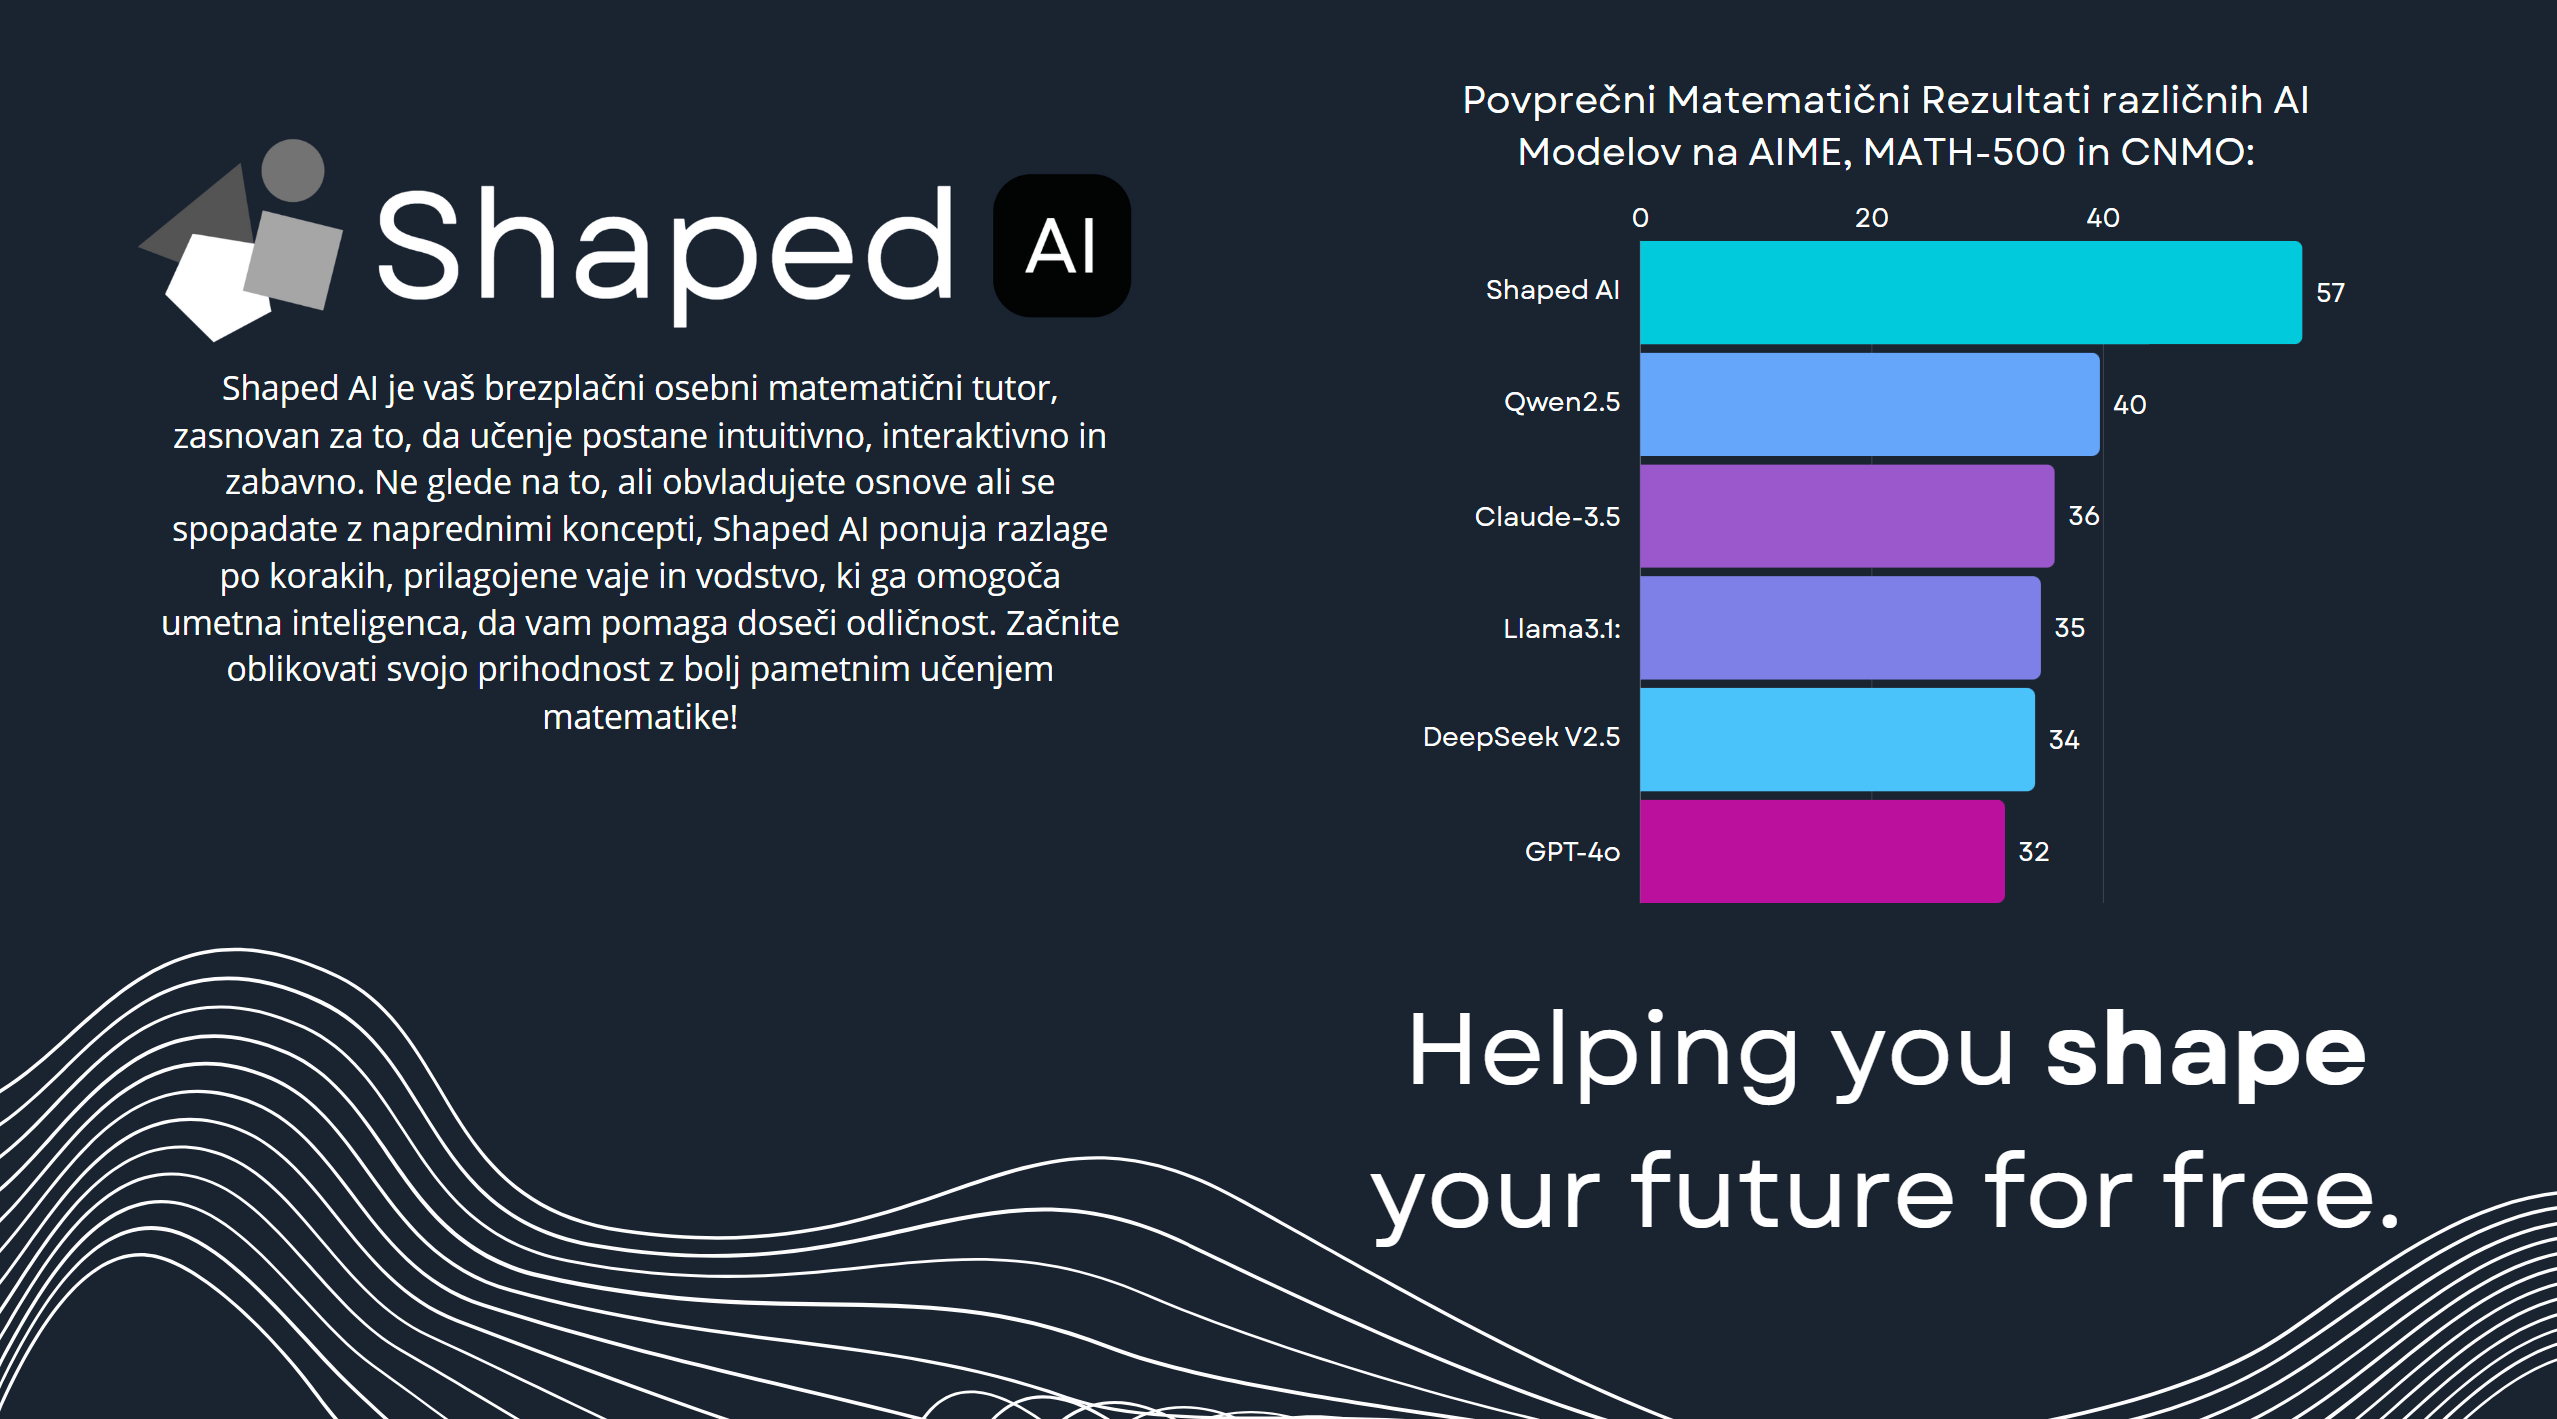 Shaped AI
Shaped AI je vaš brezplačni osebni matematični tutor,
zasnovan za to, da učenje postane intuitivno, interaktivno in
zabavno. Ne glede na to, ali obvladujete osnove ali se
spopadate z naprednimi koncepti, Shaped AI ponuja razlage
po korakih, prilagojene vaje in vodstvo, ki ga omogoča
umetna inteligenca, da vam pomaga doseči odličnost. Začnite
oblikovati svojo prihodnost z bolj pametnim učenjem
matematike!
Povprečni Matematični Rezultati različnih AI
Modelov na AIME, MATH-500 in CNMO:
0 20 40
Shaped AI 57
Qwen2.5 40
Claude-3.5 36
Llama3.1: 35
DeepSeek V2.5 34
GPT-4o 32
Helping you shape
your future for free.